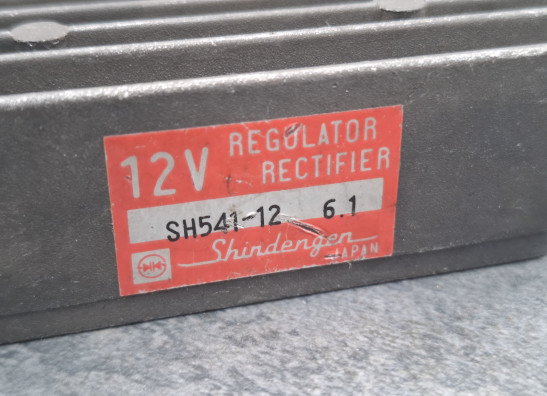 12V REGULATOR
RECTIFIER
SH541-12 6.1
Shindengen
JAPAN